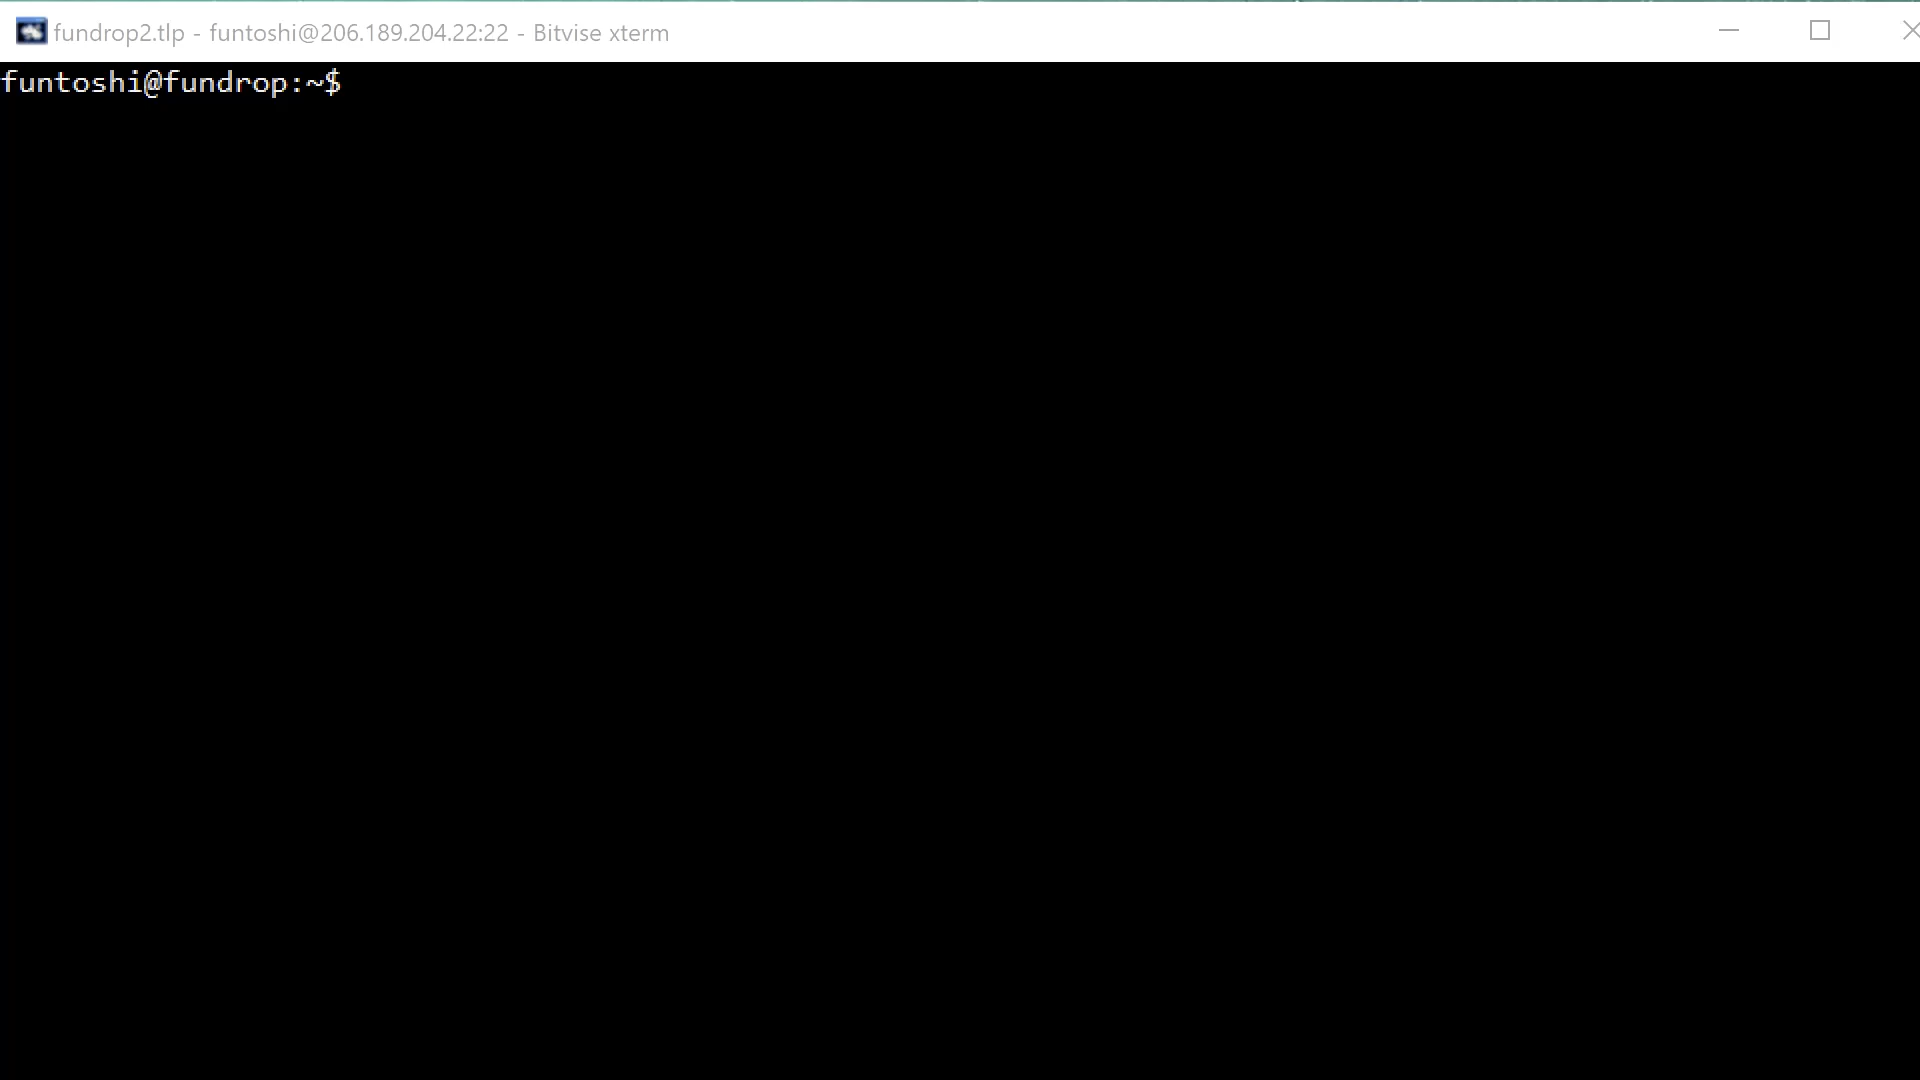 fundrop2.tlp - funtoshi@206.189.204.22:22 - Bitvise xterm
funtoshi@fundrop:~$